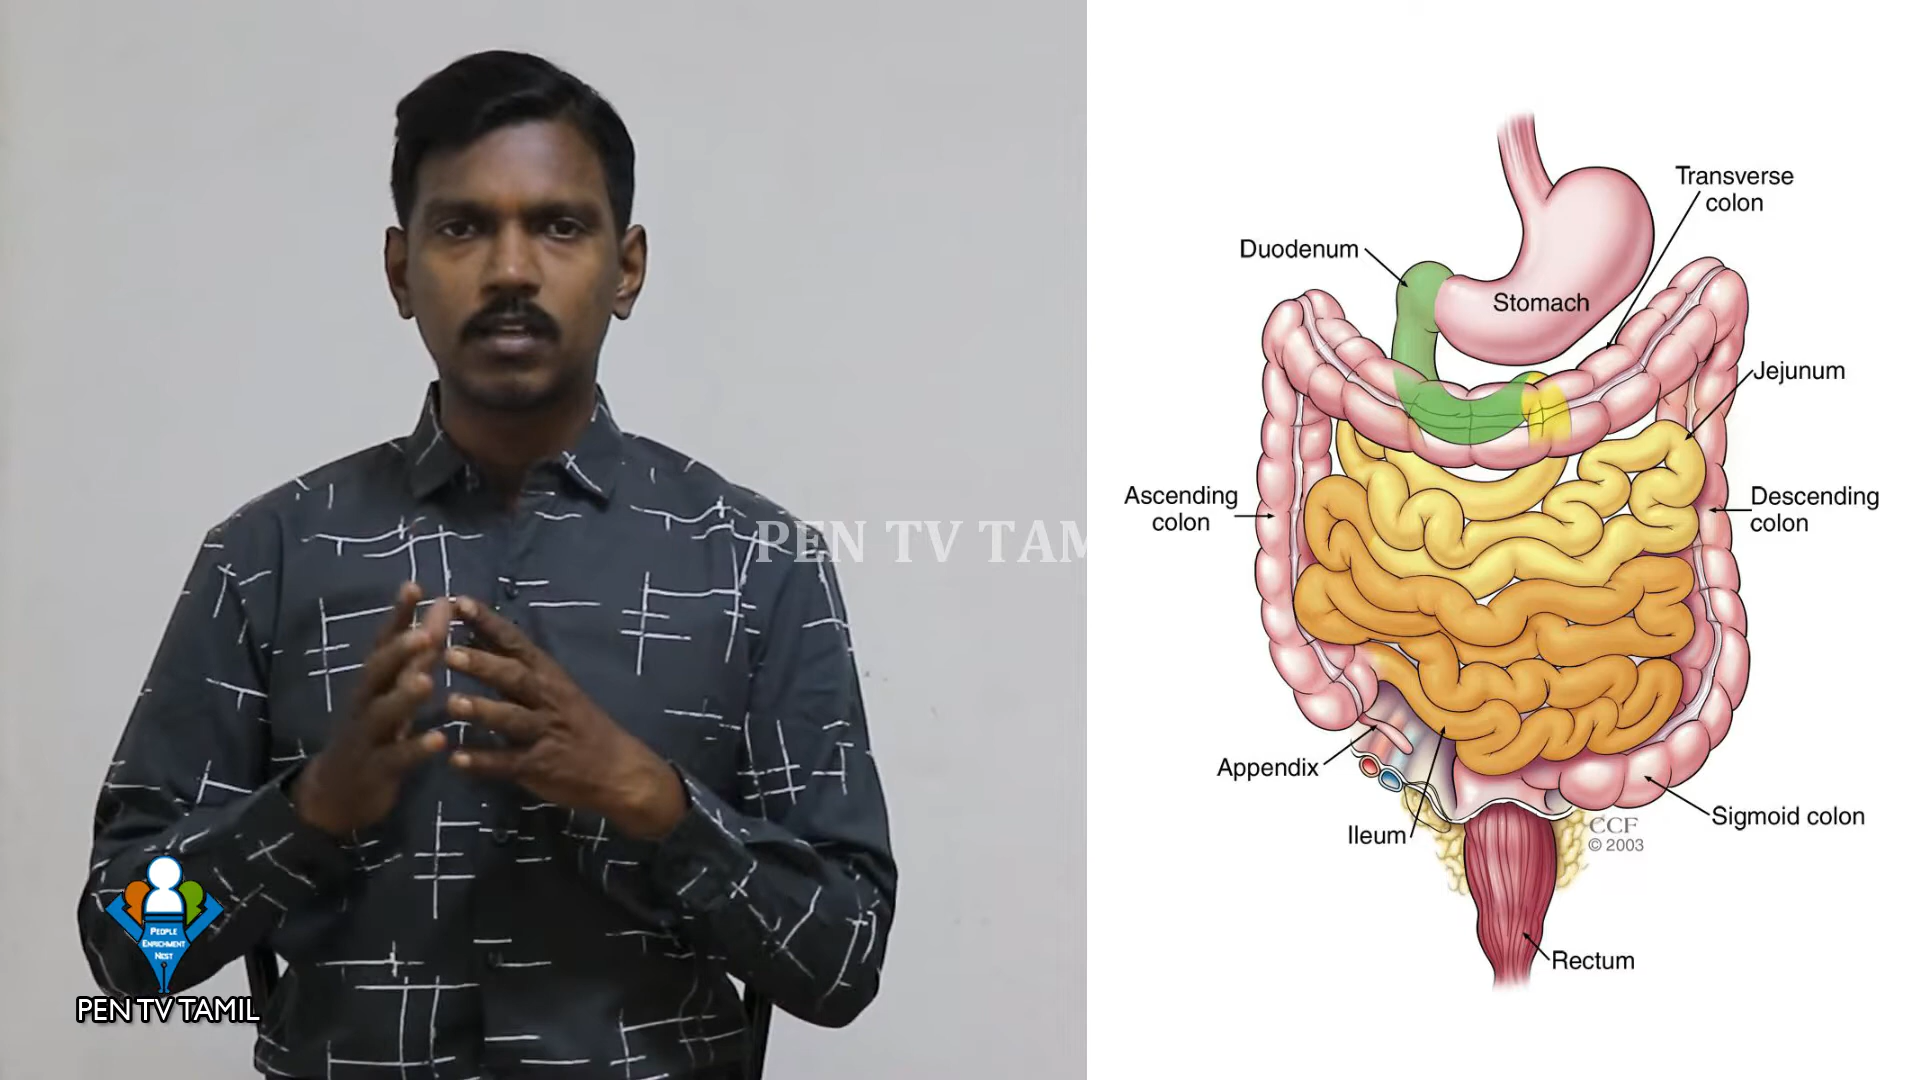 PEN TV TAM
People
Enrichment
Nest
PEN TV TAMIL
Transverse
colon
Duodenum
Stomach
Jejunum
Ascending
colon
Descending
colon
Appendix
Ileum
Sigmoid colon
CCF
© 2003
Rectum